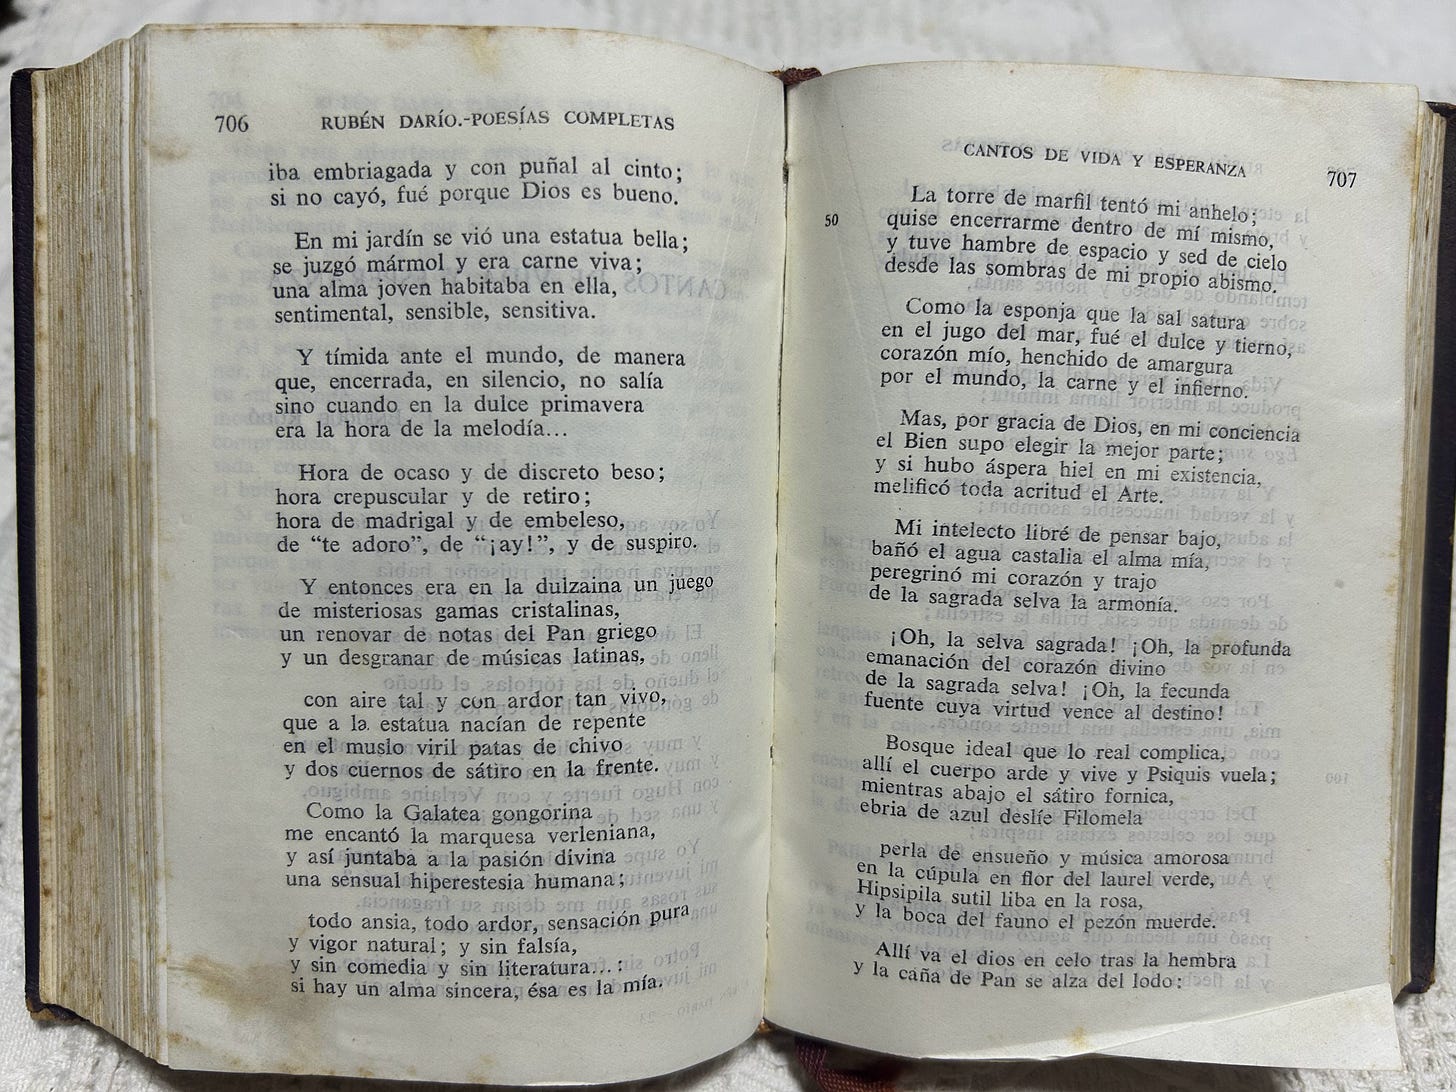 706
RUBÉN DARÍO.-POESÍAS COMPLETAS
iba embriagada y con puñal al cinto;
si no cayó, fué porque Dios es bueno.
En mi jardín se vió una estatua bella;
se juzgó mármol y era carne viva;
una alma joven habitaba en ella,
sentimental, sensible, sensitiva.
Y tímida ante el mundo, de manera
que, encerrada, en silencio, no salía
sino cuando en la dulce primavera
era la hora de la melodía...
Hora de ocaso y de discreto beso;
hora crepuscular y de retiro;
hora de madrigal y de embeleso,
de “te adoro”, de “¡ay!”, y de suspiro.
Y entonces era en la dulzaina un juego
de misteriosas gamas cristalinas,
un renovar de notas del Pan griego
y un desgranar de músicas latinas,
con aire tal y con ardor tan vivo,
que a la estatua nacían de repente
en el muslo viril patas de chivo
y dos cuernos de sátiro en la frente.
Como la Galatea gongorina
me encantó la marquesa verleniana,
y así juntaba a la pasión divina
una sensual hiperestesia humana;
todo ansia, todo ardor, sensación pura
y vigor natural; y sin falsía,
y sin comedia y sin literatura...:
si hay un alma sincera, ésa es la mía.
CANTOS DE VIDA Y ESPERANZA
707
La torre de marfil tentó mi anhelo;
50 quise encerrarme dentro de mí mismo,
y tuve hambre de espacio y sed de cielo
desde las sombras de mi propio abismo.
Como la esponja que la sal satura
en el jugo del mar, fué el dulce y tierno,
corazón mío, henchido de amargura
por el mundo, la carne y el infierno.
Mas, por gracia de Dios, en mi conciencia
el Bien supo elegir la mejor parte;
y si hubo áspera hiel en mi existencia,
melificó toda acritud el Arte.
Mi intelecto libré de pensar bajo,
bañó el agua castalia el alma mía,
peregrinó mi corazón y trajo
de la sagrada selva la armonía.
¡Oh, la selva sagrada! ¡Oh, la profunda
emanación del corazón divino
de la sagrada selva! ¡Oh, la fecunda
fuente cuya virtud vence al destino!
Bosque ideal que lo real complica,
allí el cuerpo arde y vive y Psiquis vuela;
mientras abajo el sátiro fornica,
ebria de azul deslíe Filomela
perla de ensueño y música amorosa
en la cúpula en flor del laurel verde,
Hipsipila sutil liba en la rosa,
y la boca del fauno el pezón muerde.
Allí va el dios en celo tras la hembra
y la caña de Pan se alza del lodo: